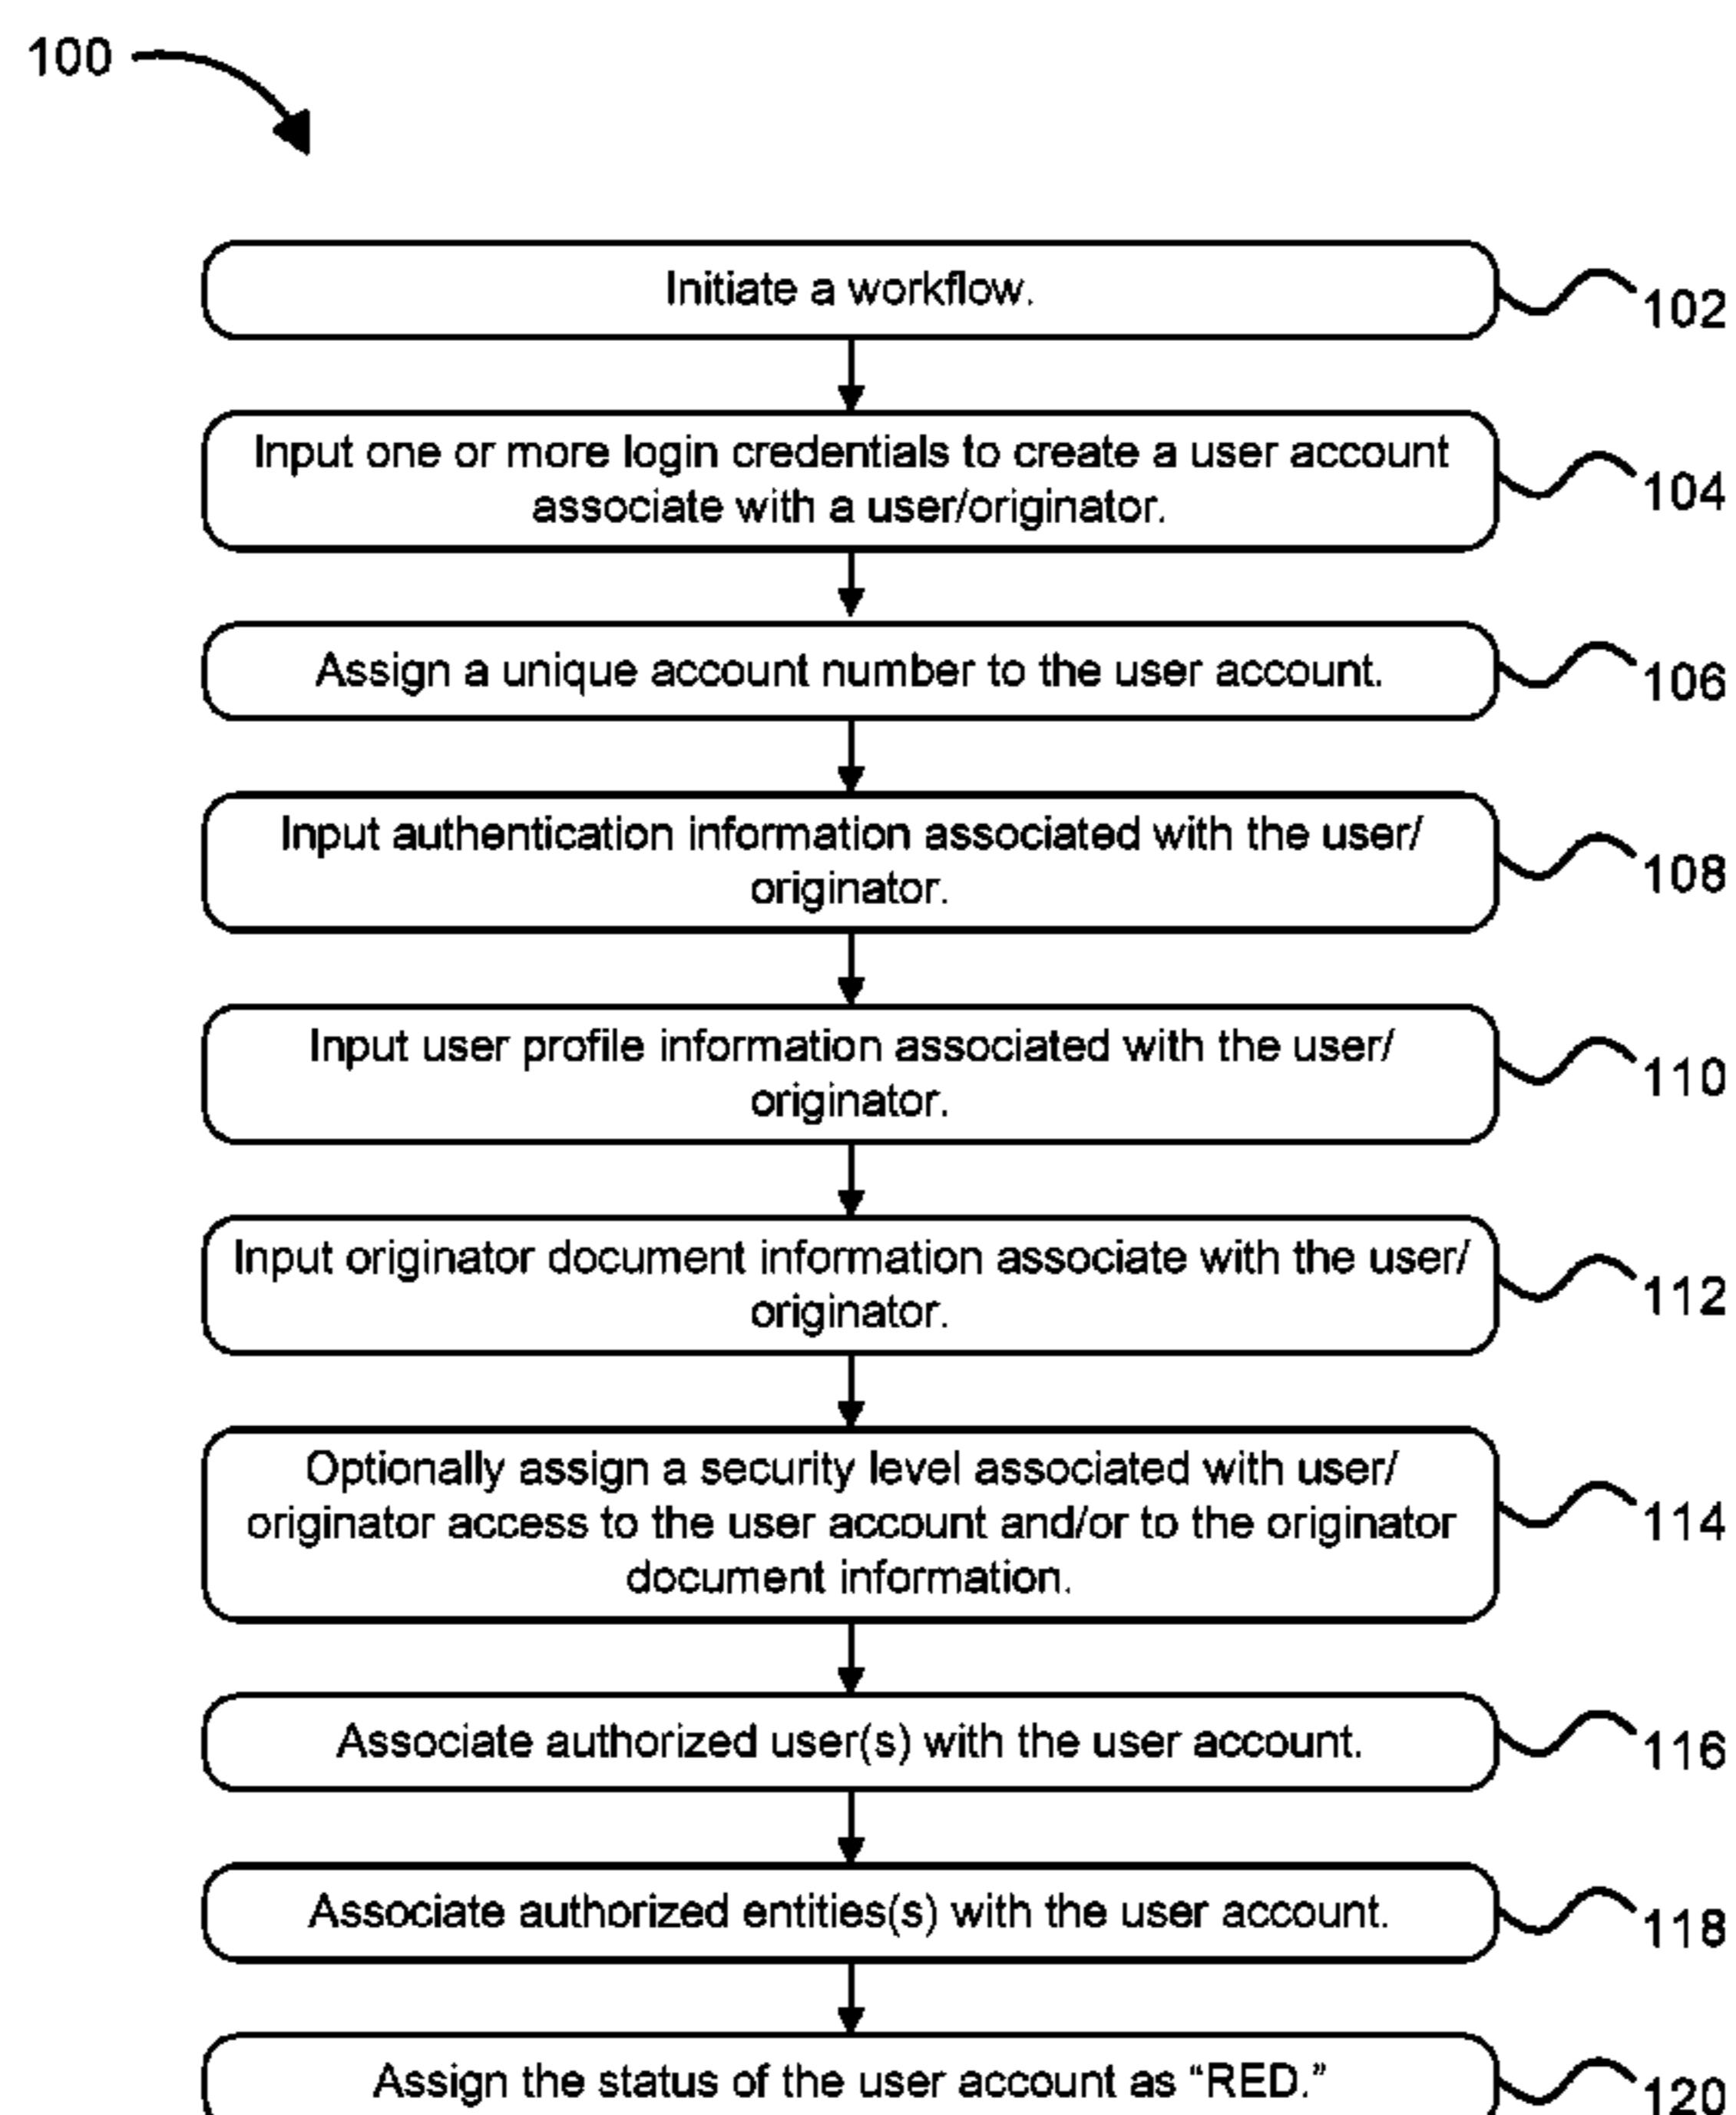 100
Initiate a workflow.
102
Input one or more login credentials to create a user account
associate with a user/originator.
104
Assign a unique account number to the user account.
106
Input authentication information associated with the user/
originator.
108
Input user profile information associated with the user/
originator.
110
Input originator document information associate with the user/
originator.
112
Optionally assign a security level associated with user/
originator access to the user account and/or to the originator
document information.
114
Associate authorized user(s) with the user account.
116
Associate authorized entities(s) with the user account.
118
Assign the status of the user account as “RED.”
120